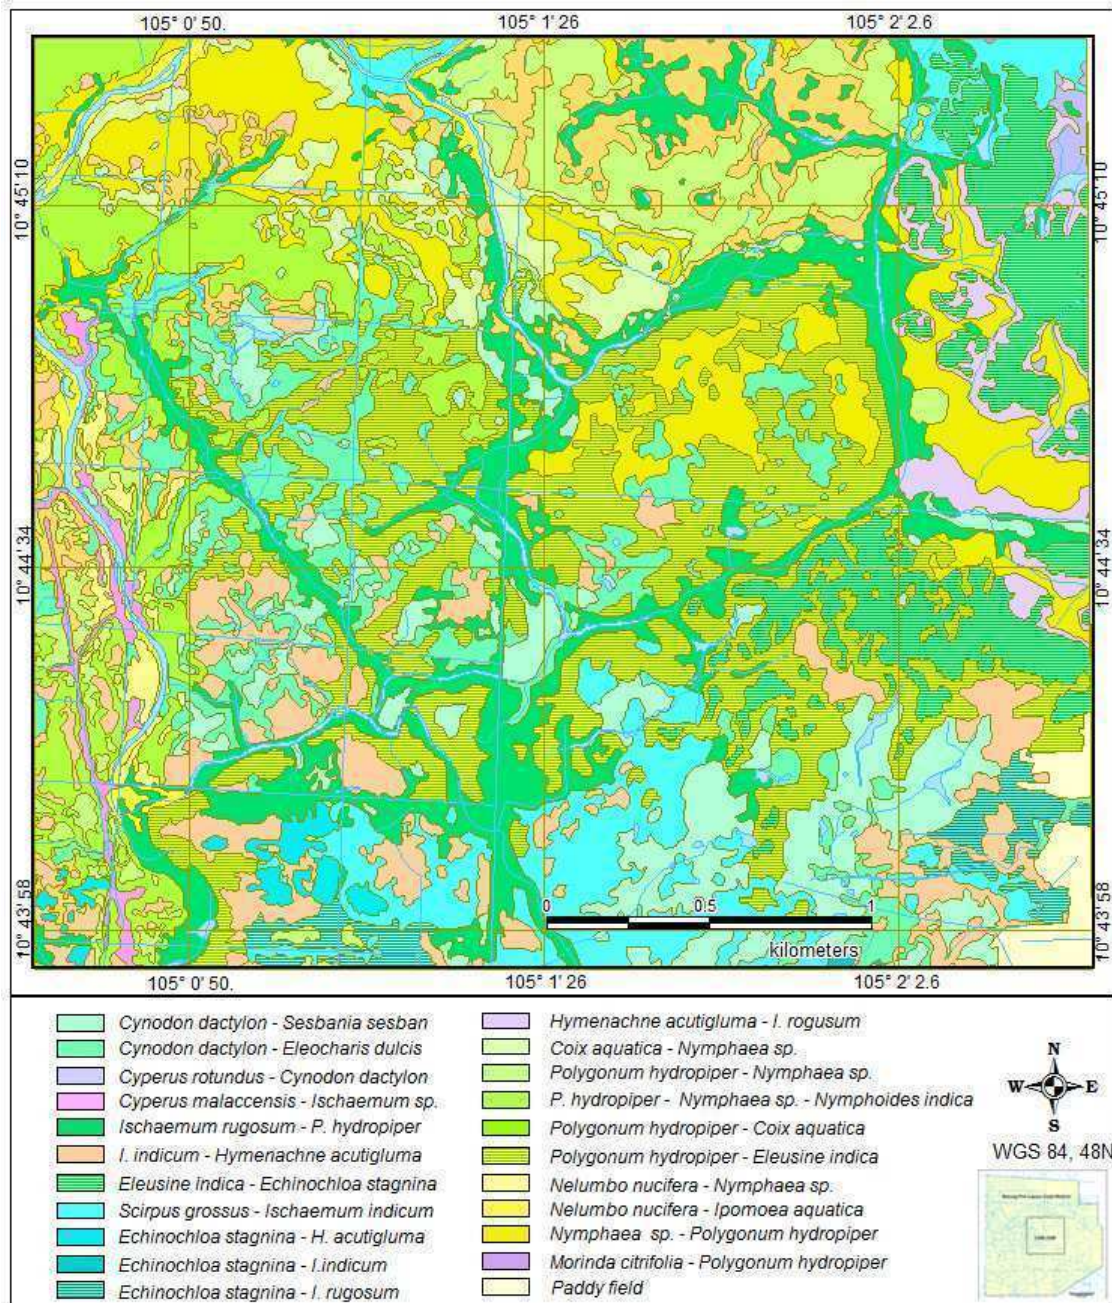 105° 0' 50.
105° 1' 26
105° 2' 2.6
10° 45' 10
10° 45' 10
10° 44' 34
10° 44' 34
10° 43' 58
10° 43' 58
0
0.5
1
kilometers
105° 0' 50.
105° 1' 26
105° 2' 2.6
Cynodon dactylon - Sesbania sesban
Cynodon dactylon - Eleocharis dulcis
Cyperus rotundus - Cynodon dactylon
Cyperus malaccensis - Ischaemum sp.
Ischaemum rugosum - P. hydropiper
I. indicum - Hymenachne acutigluma
Eleusine indica - Echinochloa stagnina
Scirpus grossus - Ischaemum indicum
Echinochloa stagnina - H. acutigluma
Echinochloa stagnina - I.indicum
Echinochloa stagnina - I. rugosum
Hymenachne acutigluma - I. rogusum
Coix aquatica - Nymphaea sp.
Polygonum hydropiper - Nymphaea sp.
P. hydropiper - Nymphaea sp. - Nymphoides indica
Polygonum hydropiper - Coix aquatica
Polygonum hydropiper - Eleusine indica
Nelumbo nucifera - Nymphaea sp.
Nelumbo nucifera - Ipomoea aquatica
Nymphaea sp. - Polygonum hydropiper
Morinda citrifolia - Polygonum hydropiper
Paddy field
N
W E
S
WGS 84, 48N